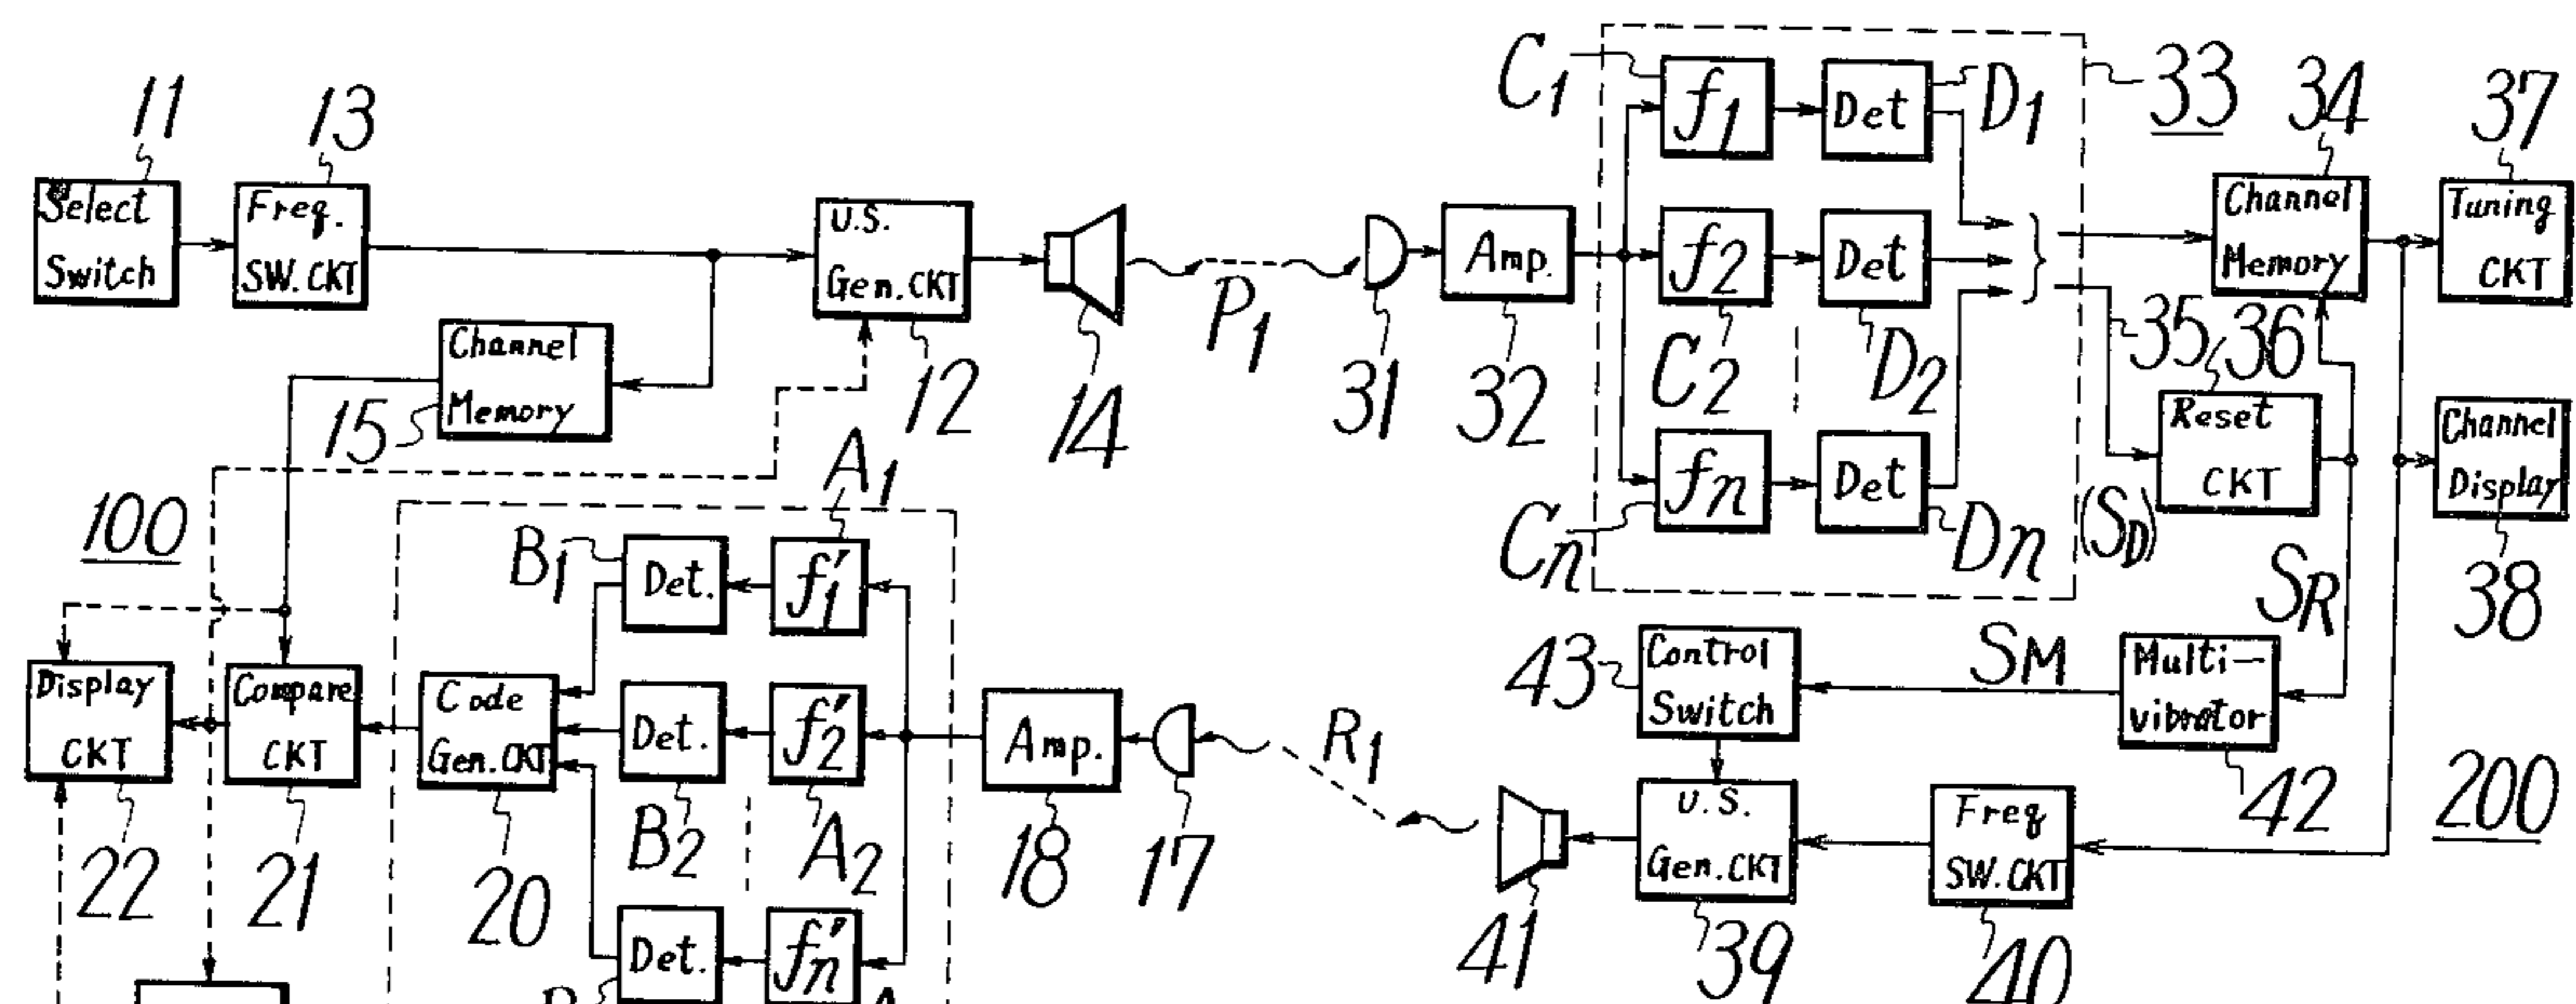 11
Select
Switch
13
Freq.
SW. CKT
U.S.
Gen. CKT
12
14
Channel
Memory
15
P1
31
Amp.
32
33
C1
f1
Det
D1
f2
Det
C2
D2
fn
Det
Cn
Dn
34
Channel
Memory
37
Tuning
CKT
35
36
Reset
CKT
(SD)
SR
Channel
Display
38
100
A1
B1
Det.
f'1
Display
CKT
22
Compare
CKT
21
Code
Gen. CKT
20
Det.
f'2
B2
A2
Det.
f'n
Amp.
18
17
R1
43
Control
Switch
SM
Multi-
vibrator
42
200
U.S.
Gen. CKT
39
41
Freq
SW. CKT
40